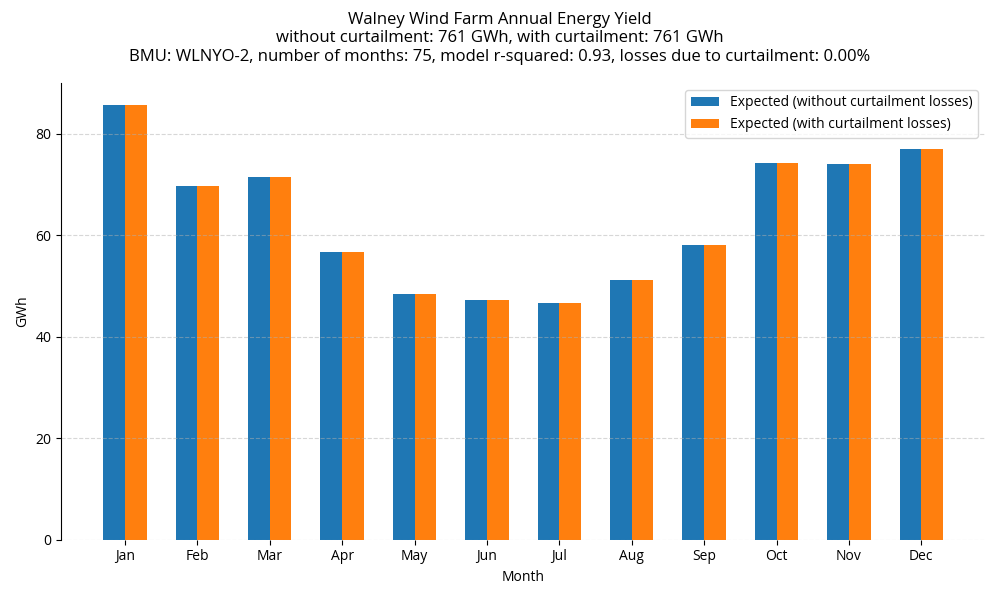 Walney Wind Farm Annual Energy Yield
without curtailment: 761 GWh, with curtailment: 761 GWh
BMU: WLNYO-2, number of months: 75, model r-squared: 0.93, losses due to curtailment: 0.00%
Expected (without curtailment losses)
Expected (with curtailment losses)
GWh
80
60
40
20
0
Jan Feb Mar Apr May Jun Jul Aug Sep Oct Nov Dec
Month